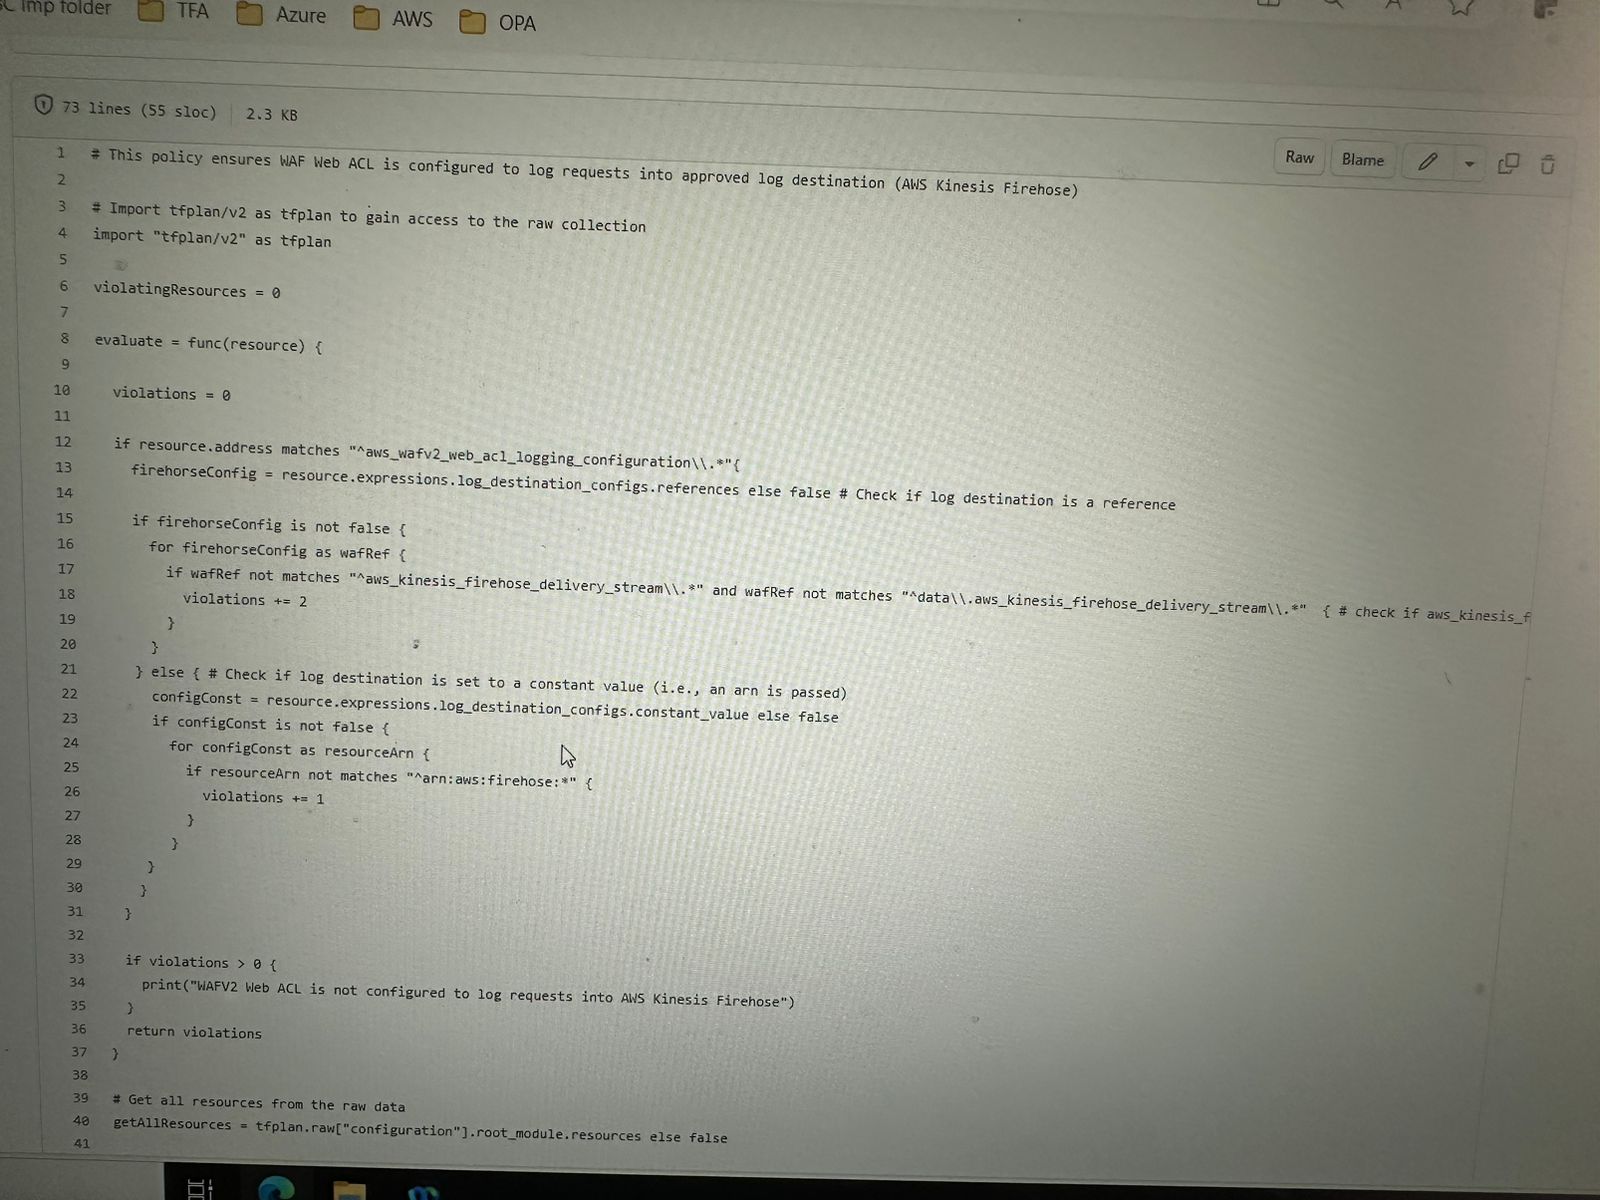 Imp folder TFA Azure AWS OPA
73 lines (55 sloc) 2.3 KB
Raw Blame
1 # This policy ensures WAF Web ACL is configured to log requests into approved log destination (AWS Kinesis Firehose)
2
3 # Import tfplan/v2 as tfplan to gain access to the raw collection
4 import "tfplan/v2" as tfplan
5
6 violatingResources = 0
7
8 evaluate = func(resource) {
9
10 violations = 0
11
12 if resource.address matches "^aws_wafv2_web_acl_logging_configuration\\.*"{
13 firehorseConfig = resource.expressions.log_destination_configs.references else false # Check if log destination is a reference
14
15 if firehorseConfig is not false {
16 for firehorseConfig as wafRef {
17 if wafRef not matches "^aws_kinesis_firehose_delivery_stream\\.*" and wafRef not matches "^data\\.aws_kinesis_firehose_delivery_stream\\.*" { # check if aws_kinesis_f
18 violations += 2
19 }
20 }
21 } else { # Check if log destination is set to a constant value (i.e., an arn is passed)
22 configConst = resource.expressions.log_destination_configs.constant_value else false
23 if configConst is not false {
24 for configConst as resourceArn {
25 if resourceArn not matches "^arn:aws:firehose:*" {
26 violations += 1
27 }
28 }
29 }
30 }
31 }
32
33 if violations > 0 {
34 print("WAFV2 Web ACL is not configured to log requests into AWS Kinesis Firehose")
35 }
36 return violations
37 }
38
39 # Get all resources from the raw data
40 getAllResources = tfplan.raw["configuration"].root_module.resources else false
41